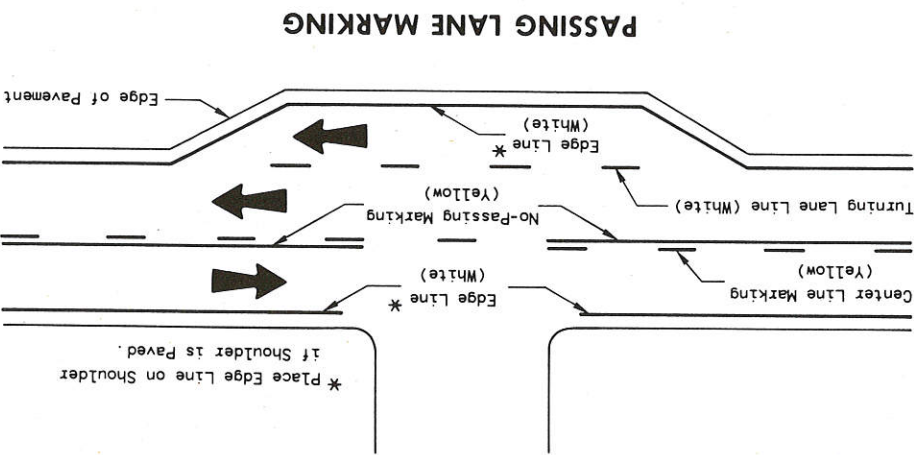 * Place Edge Line on Shoulder
if Shoulder is Paved.
Edge Line *
(White)
Center Line Marking
(Yellow)
No-Passing Marking
(Yellow)
Turning Lane Line (White)
Edge Line *
(White)
Edge of Pavement
PASSING LANE MARKING